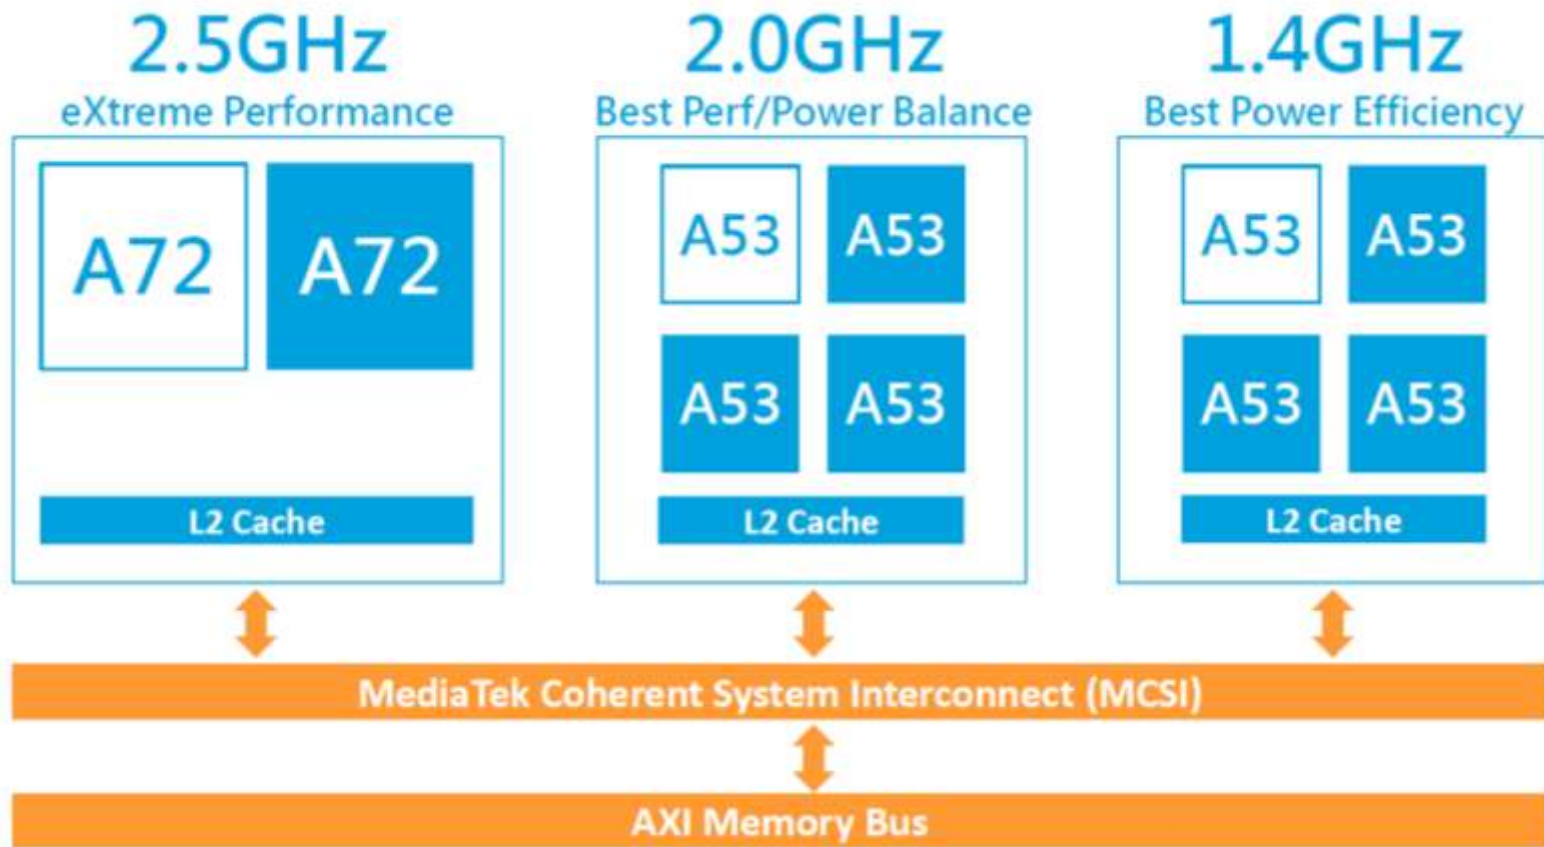 2.5GHz
eXtreme Performance
A72
A72
L2 Cache
2.0GHz
Best Perf/Power Balance
A53
A53
A53
A53
L2 Cache
1.4GHz
Best Power Efficiency
A53
A53
A53
A53
L2 Cache
MediaTek Coherent System Interconnect (MCSI)
AXI Memory Bus